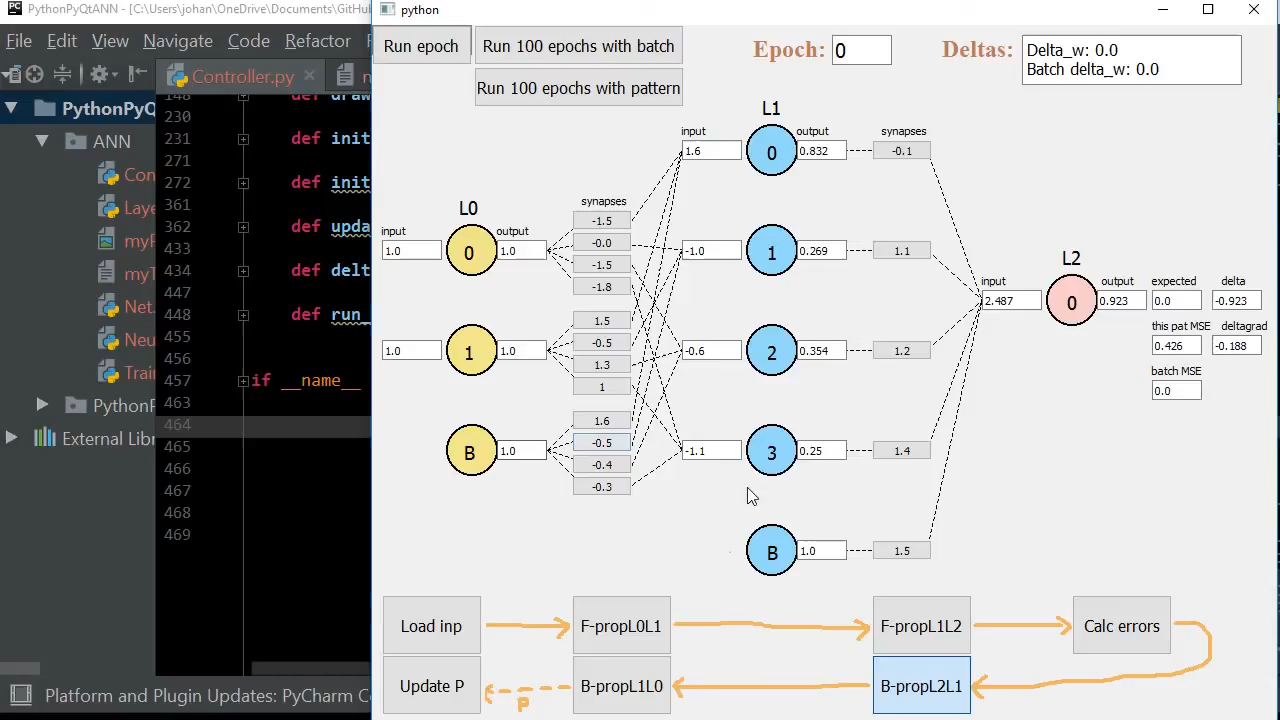 PythonPyQtANN - [C:\Users\johan\OneDrive\Documents\GitHu
File Edit View Navigate Code Refactor
Controller.py
PythonPyQ
ANN
Con
Laye
myP
myT
Net.
Neu
Train
PythonP
External Lib
148
230
231 def init
271
272 def init
361
362 def upda
433
434 def delt
447
448 def run_
455
456
457 if __name__
463
464
465
466
467
468
469
Platform and Plugin Updates: PyCharm Co
python
Run epoch
Run 100 epochs with batch
Run 100 epochs with pattern
Epoch: 0
Deltas:
Delta_w: 0.0
Batch delta_w: 0.0
L0
input
output
synapses
1.0 0 1.0
-1.5
-0.0
-1.5
-1.8
1.0 1 1.0
1.5
-0.5
1.3
1
B 1.0
1.6
-0.5
-0.4
-0.3
L1
input
output
synapses
1.6 0 0.832 -0.1
-1.0 1 0.269 1.1
-0.6 2 0.354 1.2
-1.1 3 0.25 1.4
B 1.0 1.5
L2
input output expected delta
2.487 0 0.923 0.0 -0.923
this pat MSE deltagrad
0.426 -0.188
batch MSE
0.0
Load inp F-propL0L1 F-propL1L2 Calc errors
Update P B-propL1L0 B-propL2L1
P